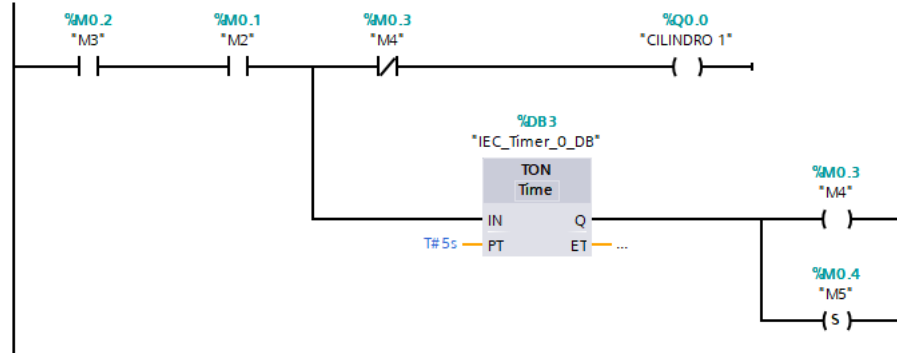 %M0.2 %M0.1 %M0.3 %Q0.0
"M3" "M2" "M4" "CILINDRO 1"
%DB3
"IEC_Timer_0_DB"
TON
Time
IN Q
T#5s PT ET ...
%M0.3
"M4"
%M0.4
"M5"
S